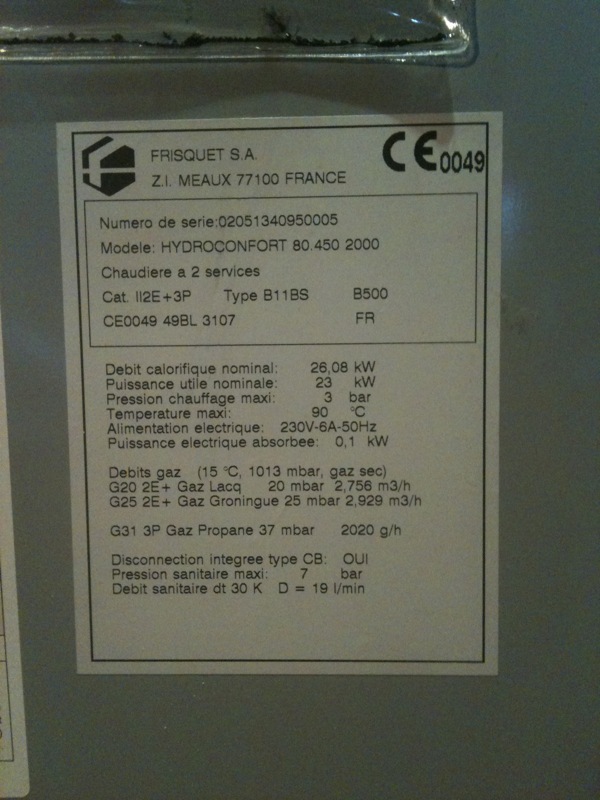 FRISQUET S.A.
Z.I. MEAUX 77100 FRANCE
CE 0049
Numero de serie:02051340950005
Modele: HYDROCONFORT 80.450 2000
Chaudiere a 2 services
Cat. II2E+3P Type B11BS B500
CE0049 49BL 3107 FR
Debit calorifique nominal: 26,08 kW
Puissance utile nominale: 23 kW
Pression chauffage maxi: 3 bar
Temperature maxi: 90 °C
Alimentation electrique: 230V-6A-50Hz
Puissance electrique absorbee: 0,1 kW
Debits gaz (15 °C, 1013 mbar, gaz sec)
G20 2E+ Gaz Lacq 20 mbar 2,756 m3/h
G25 2E+ Gaz Groningue 25 mbar 2,929 m3/h
G31 3P Gaz Propane 37 mbar 2020 g/h
Disconnection integree type CB: OUI
Pression sanitaire maxi: 7 bar
Debit sanitaire dt 30 K D = 19 l/min